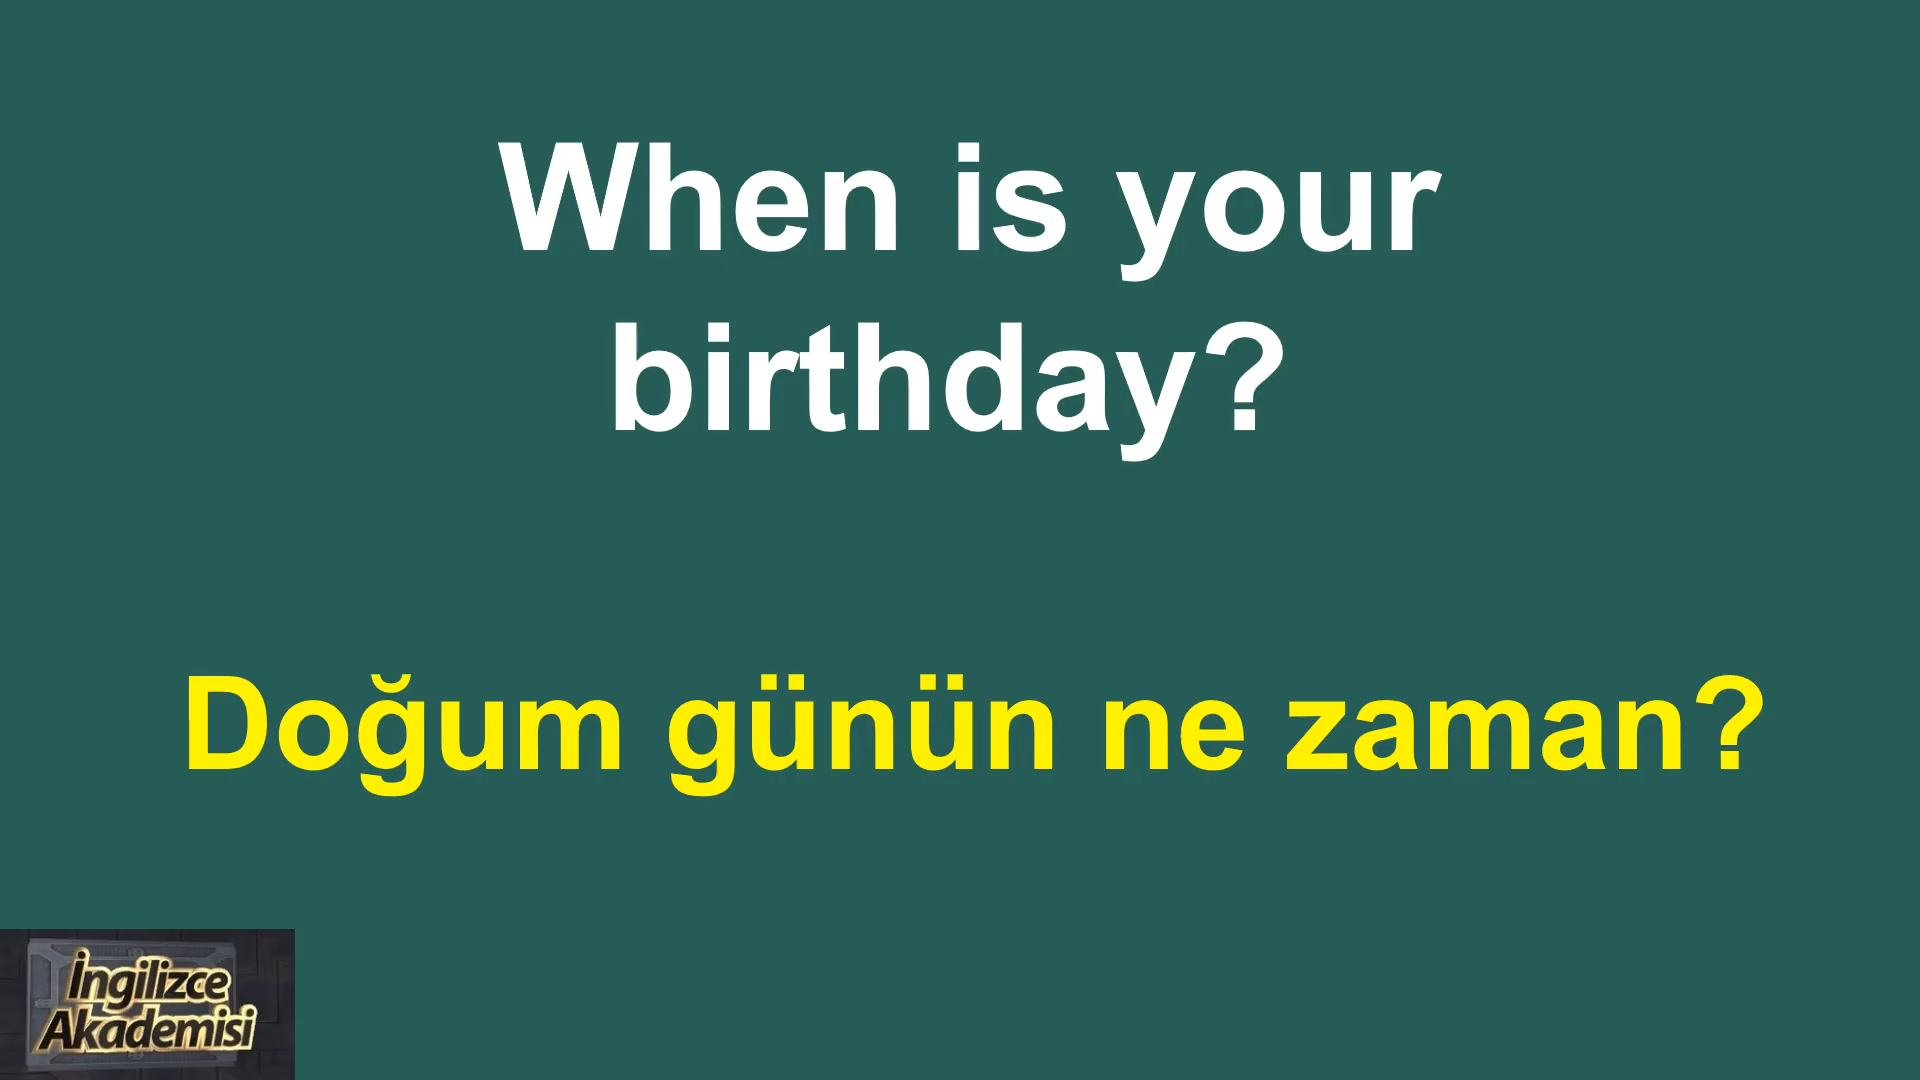 When is your
birthday?
Doğum günün ne zaman?
İngilizce
Akademisi